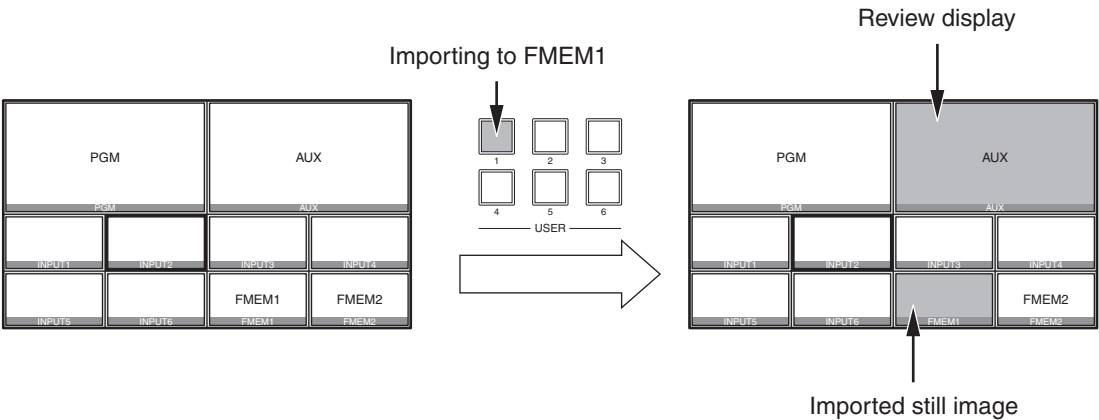 Review display
Importing to FMEM1
PGM AUX
PGM AUX
INPUT1 INPUT2 INPUT3 INPUT4
FMEM1 FMEM2
INPUT5 INPUT6 FMEM1 FMEM2
1 2 3
4 5 6
USER
PGM AUX
PGM AUX
INPUT1 INPUT2 INPUT3 INPUT4
FMEM2
INPUT5 INPUT6 FMEM1 FMEM2
Imported still image